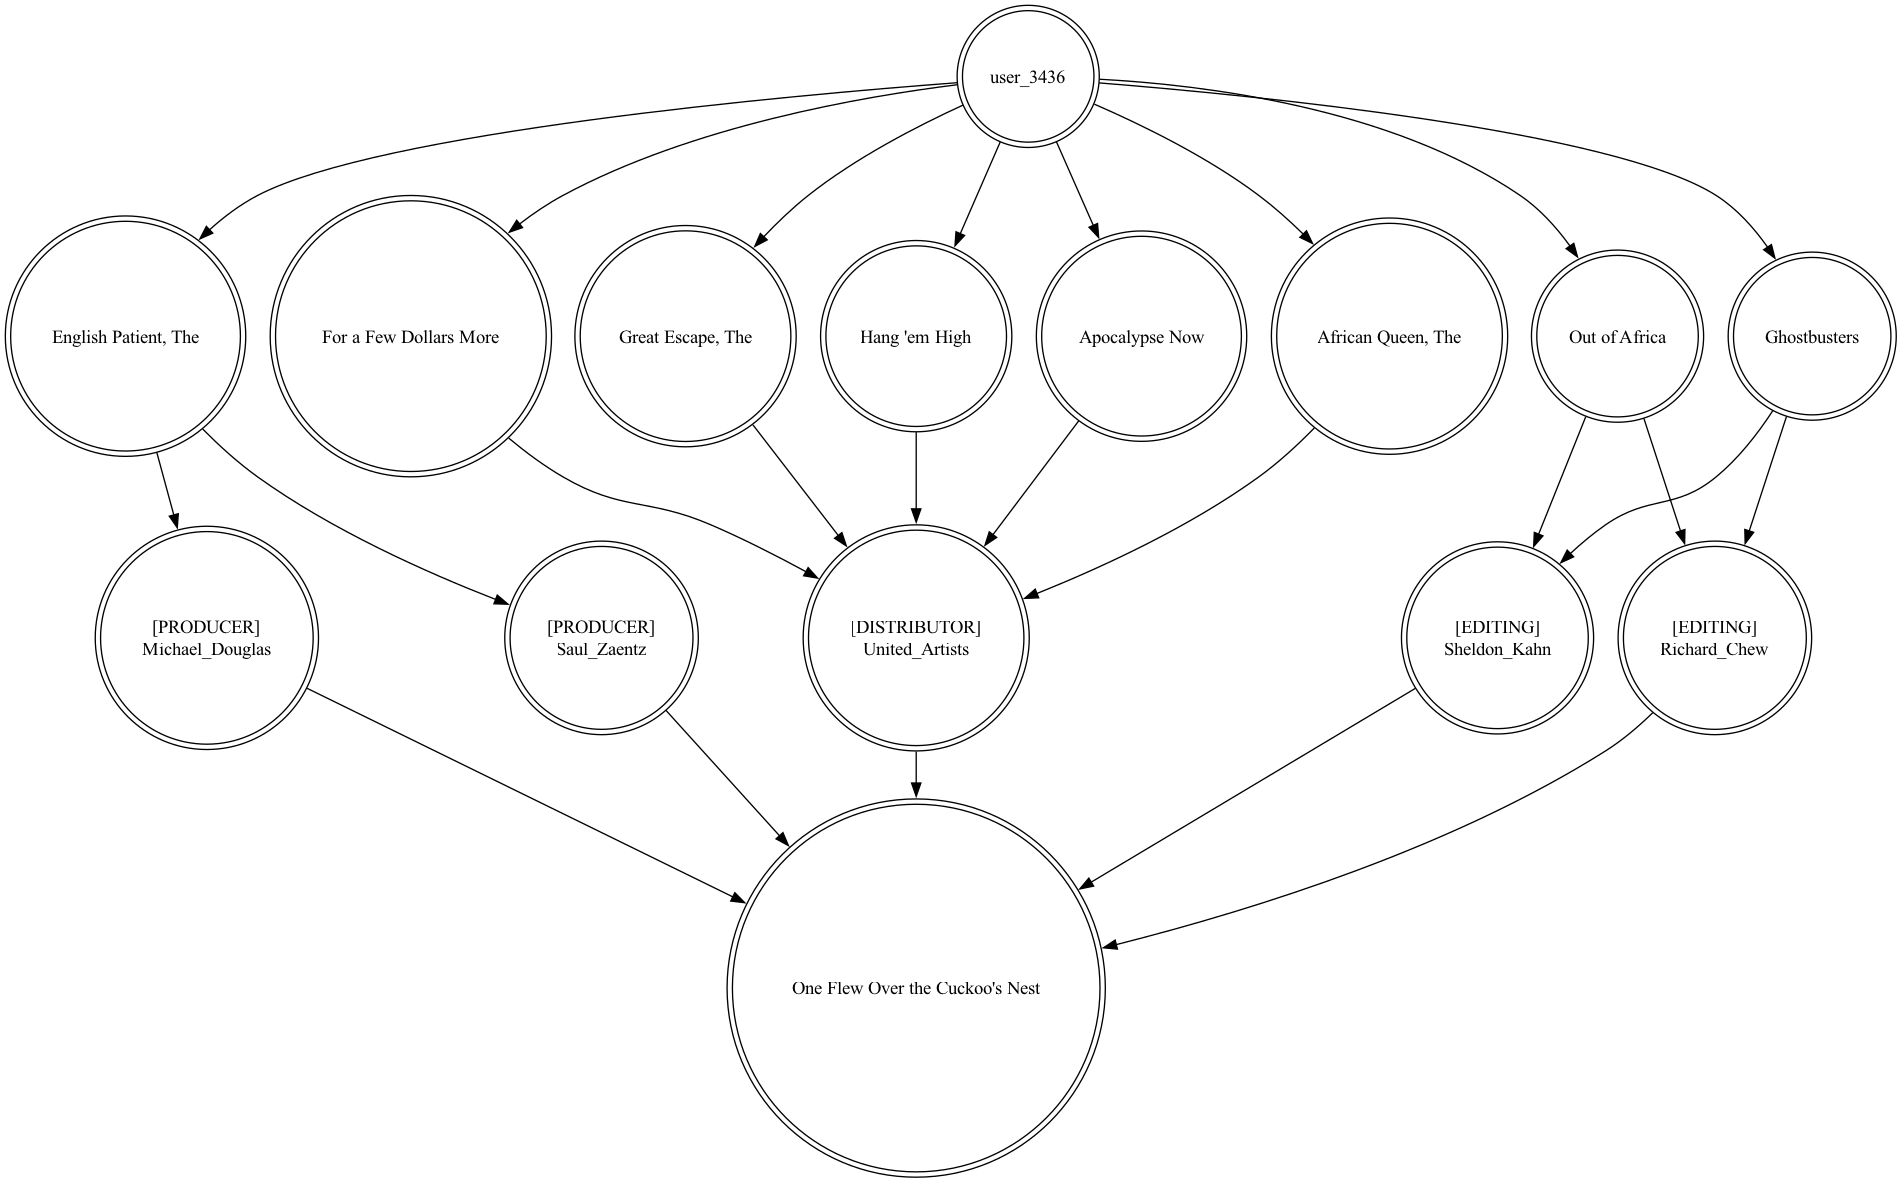 user_3436
English Patient, The
For a Few Dollars More
Great Escape, The
Hang 'em High
Apocalypse Now
African Queen, The
Out of Africa
Ghostbusters
[PRODUCER]
Michael_Douglas
[PRODUCER]
Saul_Zaentz
[DISTRIBUTOR]
United_Artists
[EDITING]
Sheldon_Kahn
[EDITING]
Richard_Chew
One Flew Over the Cuckoo's Nest